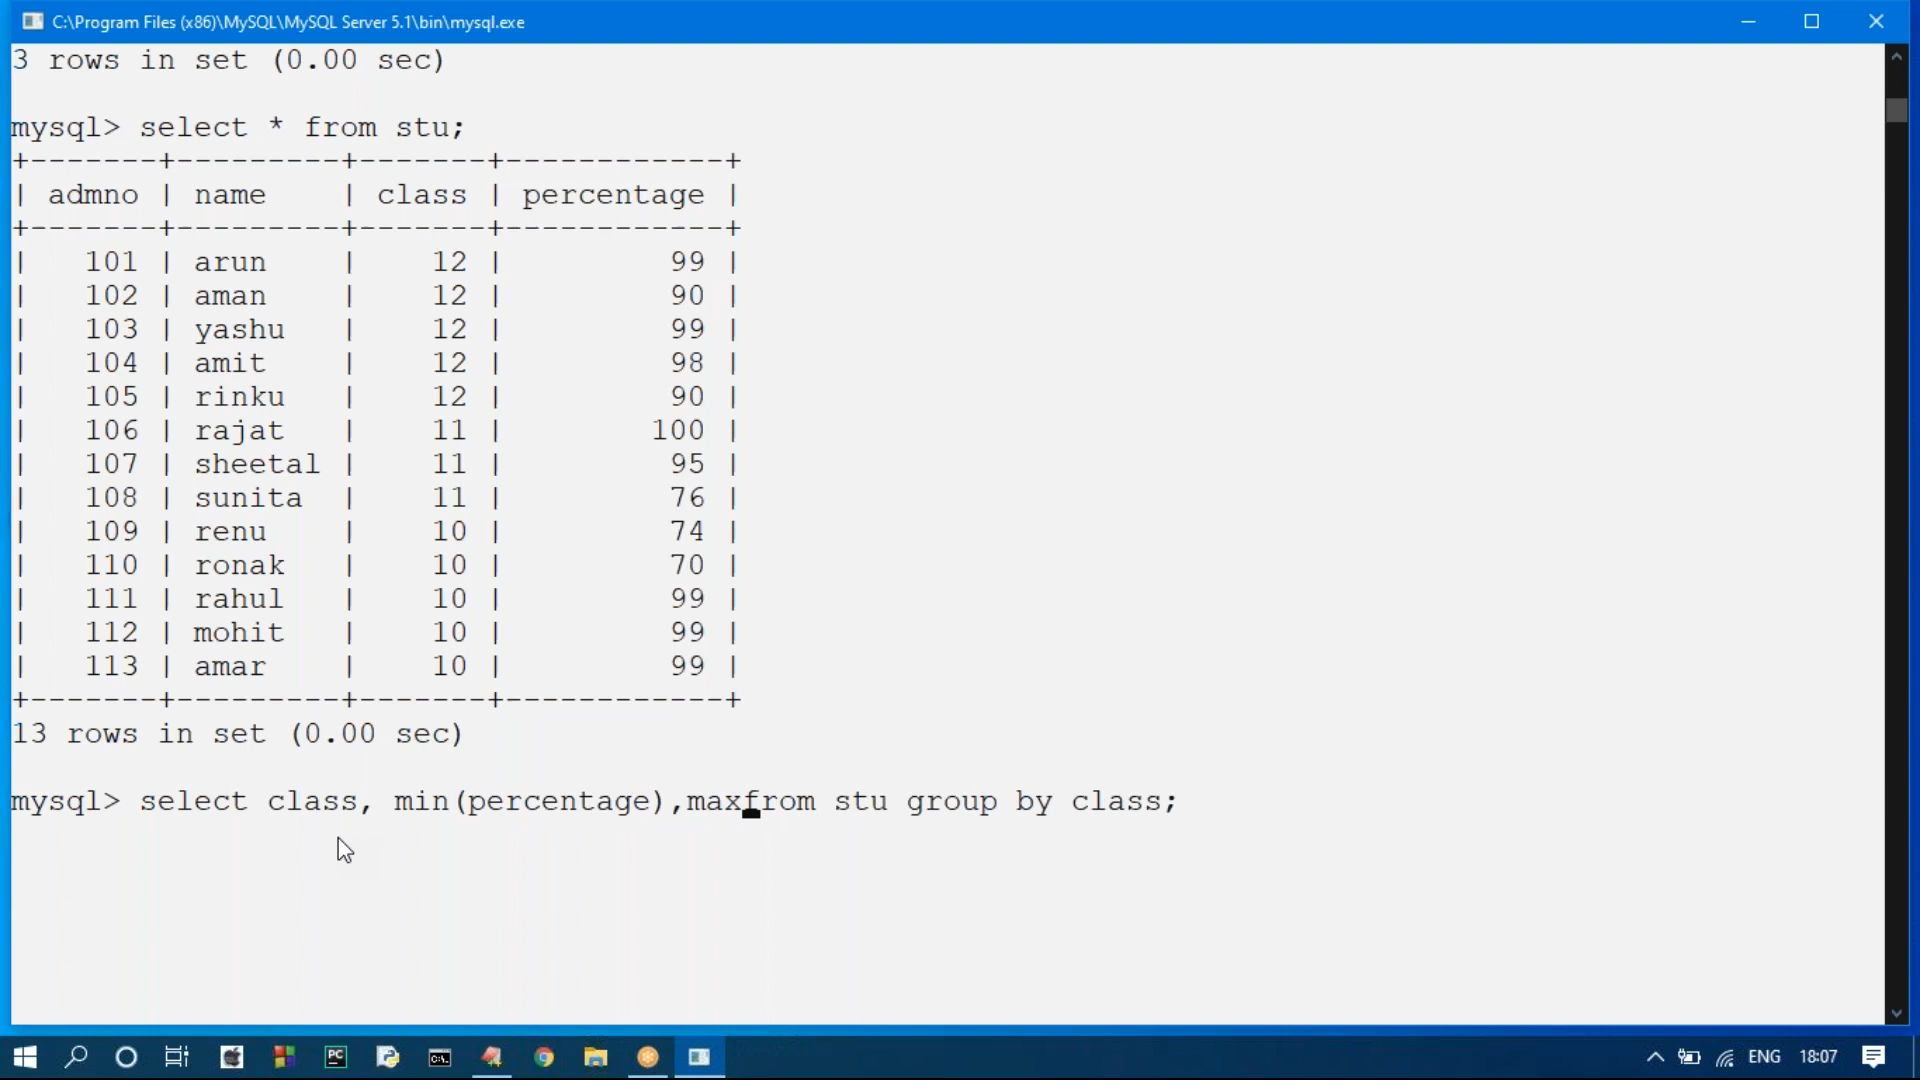 C:\Program Files (x86)\MySQL\MySQL Server 5.1\bin\mysql.exe
3 rows in set (0.00 sec)
mysql> select * from stu;
+-------+---------+-------+------------+
| admno | name    | class | percentage |
+-------+---------+-------+------------+
|   101 | arun    |    12 |         99 |
|   102 | aman    |    12 |         90 |
|   103 | yashu   |    12 |         99 |
|   104 | amit    |    12 |         98 |
|   105 | rinku   |    12 |         90 |
|   106 | rajat   |    11 |        100 |
|   107 | sheetal |    11 |         95 |
|   108 | sunita  |    11 |         76 |
|   109 | renu    |    10 |         74 |
|   110 | ronak   |    10 |         70 |
|   111 | rahul   |    10 |         99 |
|   112 | mohit   |    10 |         99 |
|   113 | amar    |    10 |         99 |
+-------+---------+-------+------------+
13 rows in set (0.00 sec)
mysql> select class, min(percentage),maxfrom stu group by class;
PC
C:\.
ENG 18:07